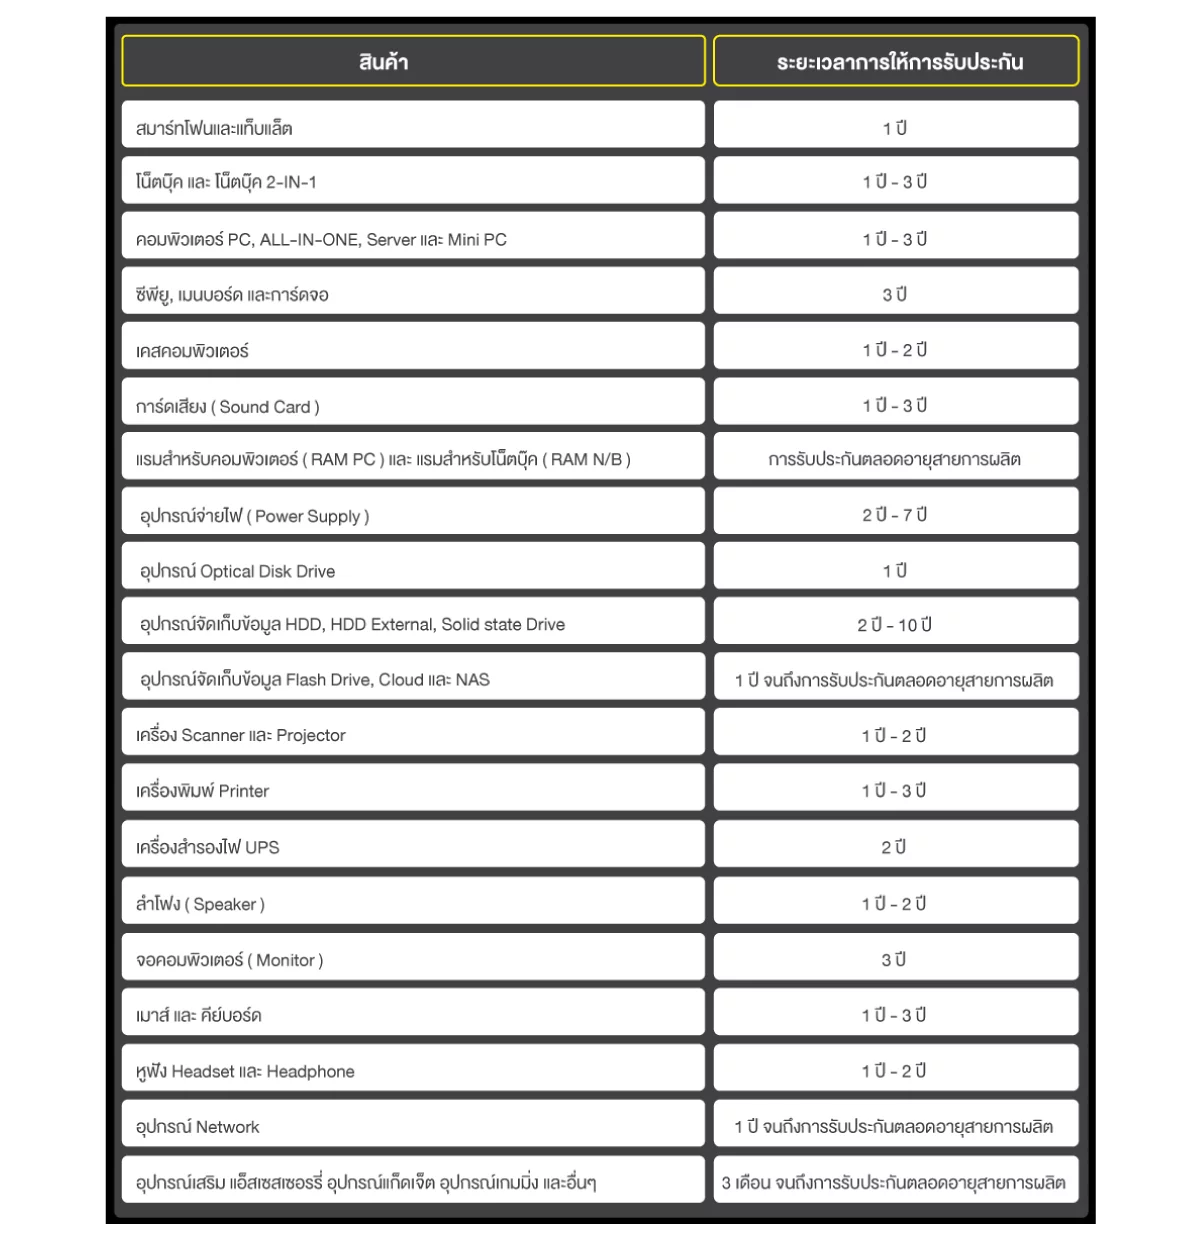 สินค้า ระยะเวลาการให้การรับประกัน
สมาร์ทโฟนและแท็บแล็ต 1 ปี
โน็ตบุ๊ค และ โน็ตบุ๊ค 2-IN-1 1 ปี - 3 ปี
คอมพิวเตอร์ PC, ALL-IN-ONE, Server และ Mini PC 1 ปี - 3 ปี
ซีพียู, เมนบอร์ด และการ์ดจอ 3 ปี
เคสคอมพิวเตอร์ 1 ปี - 2 ปี
การ์ดเสียง ( Sound Card ) 1 ปี - 3 ปี
แรมสำหรับคอมพิวเตอร์ ( RAM PC ) และ แรมสำหรับโน็ตบุ๊ค ( RAM N/B ) การรับประกันตลอดอายุสายการผลิต
อุปกรณ์จ่ายไฟ ( Power Supply ) 2 ปี - 7 ปี
อุปกรณ์ Optical Disk Drive 1 ปี
อุปกรณ์จัดเก็บข้อมูล HDD, HDD External, Solid state Drive 2 ปี - 10 ปี
อุปกรณ์จัดเก็บข้อมูล Flash Drive, Cloud และ NAS 1 ปี จนถึงการรับประกันตลอดอายุสายการผลิต
เครื่อง Scanner และ Projector 1 ปี - 2 ปี
เครื่องพิมพ์ Printer 1 ปี - 3 ปี
เครื่องสำรองไฟ UPS 2 ปี
ลำโฟง ( Speaker ) 1 ปี - 2 ปี
จอคอมพิวเตอร์ ( Monitor ) 3 ปี
เมาส์ และ คีย์บอร์ด 1 ปี - 3 ปี
หูฟัง Headset และ Headphone 1 ปี - 2 ปี
อุปกรณ์ Network 1 ปี จนถึงการรับประกันตลอดอายุสายการผลิต
อุปกรณ์เสริม แอ็สเซสเซอรรี่ อุปกรณ์แก็ดเจ็ต อุปกรณ์เกมมิ่ง และอื่นๆ 3 เดือน จนถึงการรับประกันตลอดอายุสายการผลิต